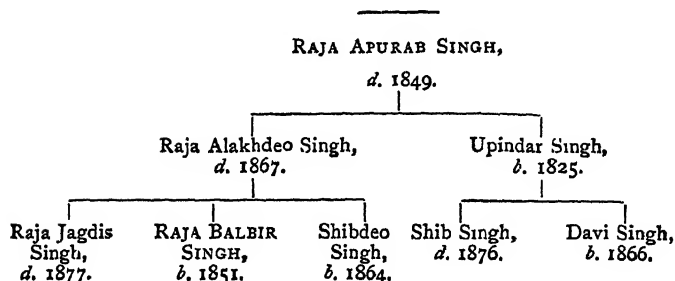 RAJA APURAB SINGH,
d. 1849.
Raja Alakhdeo Singh, Upindar Singh,
d. 1867. b. 1825.
Raja Jagdis RAJA BALBIR Shibdeo Shib Singh, Davi Singh,
Singh, SINGH, Singh, d. 1876. b. 1866.
d. 1877. b. 1851. b. 1864.